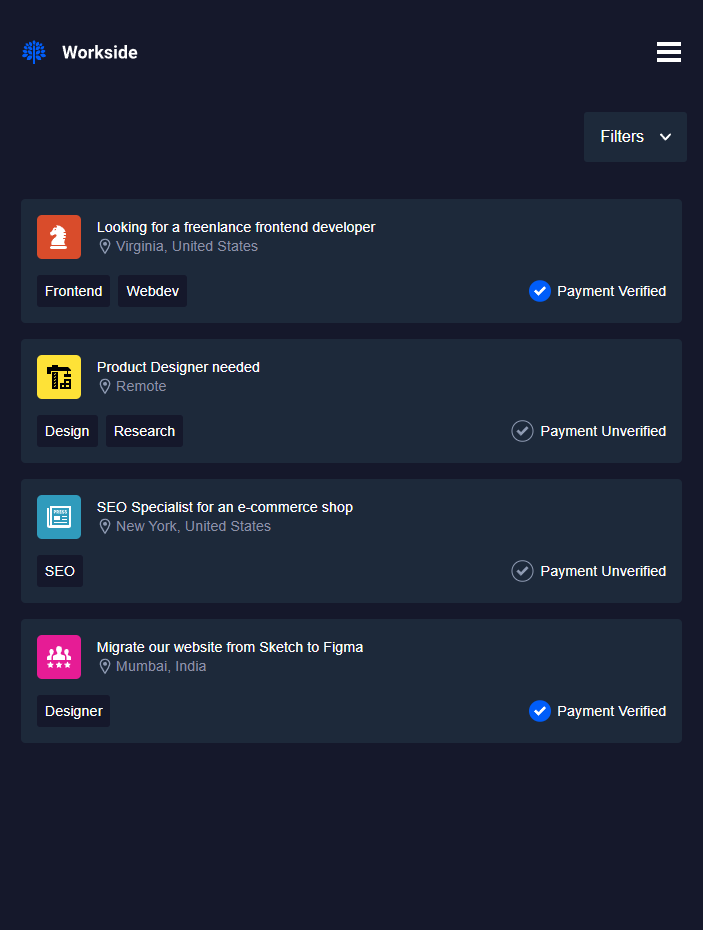 Workside
Filters
Looking for a freenlance frontend developer
Virginia, United States
Frontend Webdev Payment Verified
Product Designer needed
Remote
Design Research Payment Unverified
PRESS
SEO Specialist for an e-commerce shop
New York, United States
SEO Payment Unverified
Migrate our website from Sketch to Figma
Mumbai, India
Designer Payment Verified